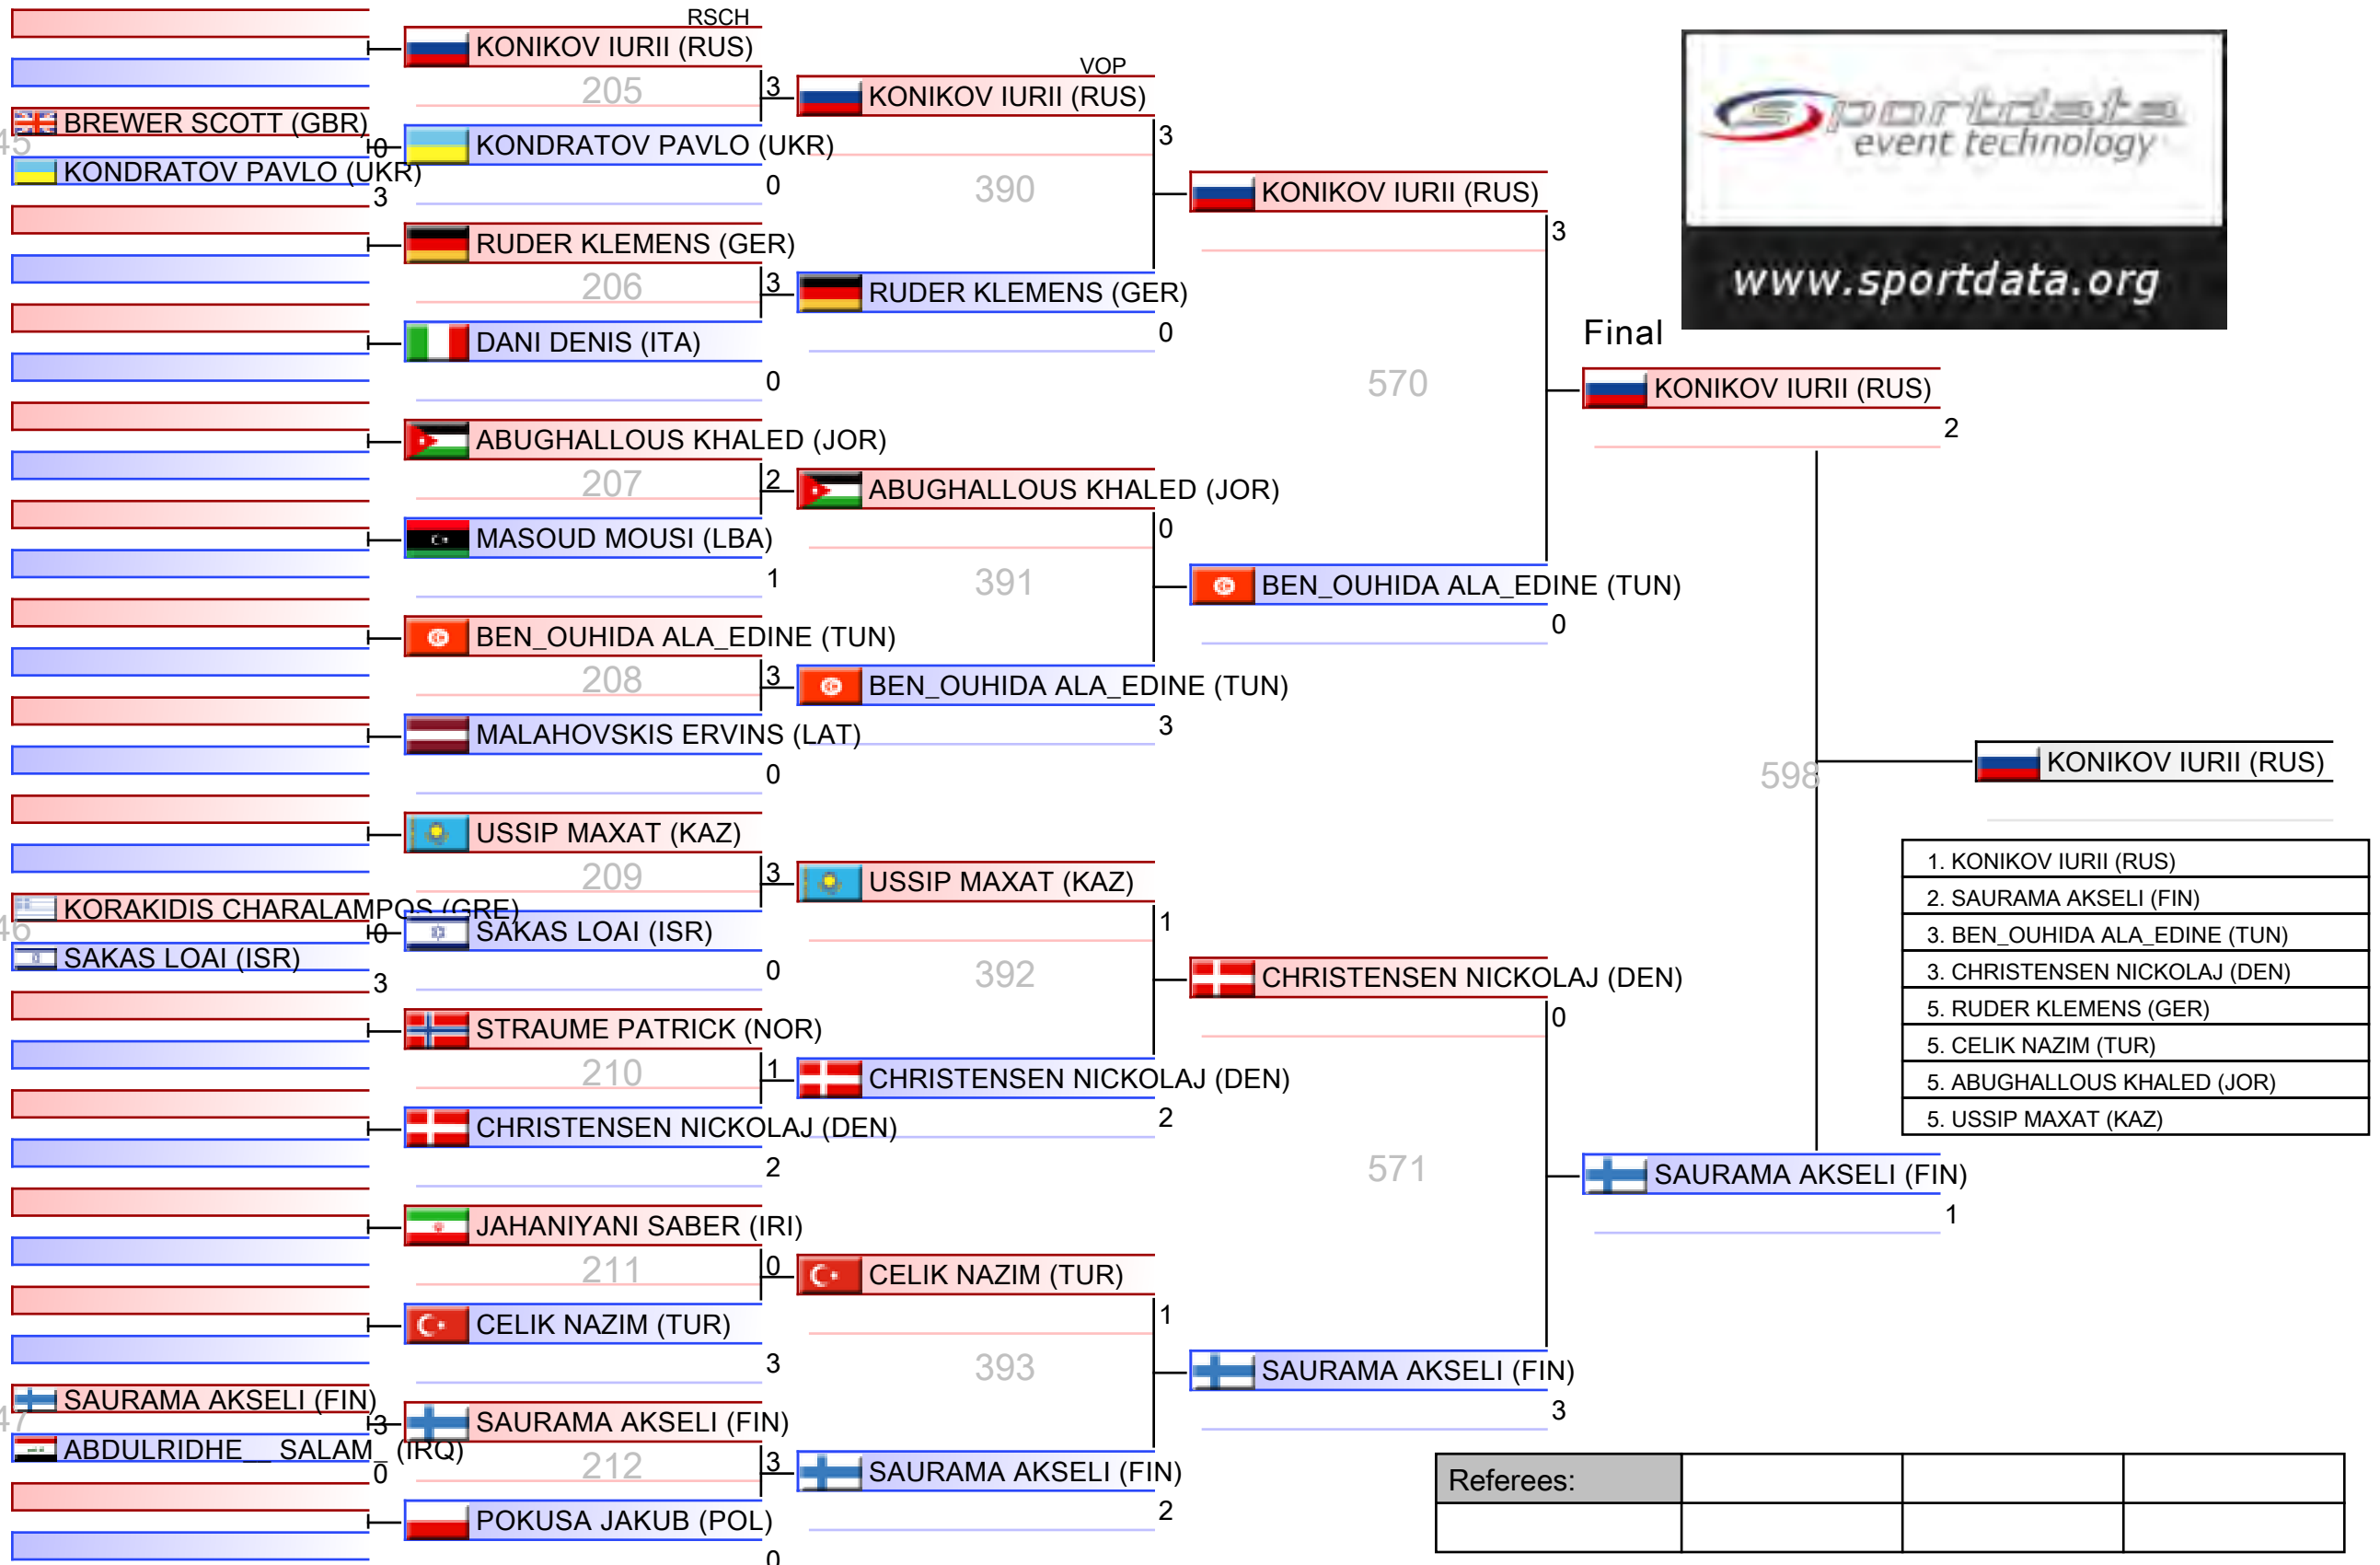 RSCH
KONIKOV IURII (RUS)
205
3
BREWER SCOTT (GBR)
0
45
KONDRATOV PAVLO (UKR)
3
KONDRATOV PAVLO (UKR)
0
RUDER KLEMENS (GER)
206
3
DANI DENIS (ITA)
0
ABUGHALLOUS KHALED (JOR)
207
2
MASOUD MOUSI (LBA)
1
BEN_OUHIDA ALA_EDINE (TUN)
208
3
MALAHOVSKIS ERVINS (LAT)
0
USSIP MAXAT (KAZ)
209
3
KORAKIDIS CHARALAMPOS (GRE)
0
46
SAKAS LOAI (ISR)
3
SAKAS LOAI (ISR)
0
STRAUME PATRICK (NOR)
210
1
CHRISTENSEN NICKOLAJ (DEN)
2
JAHANIYANI SABER (IRI)
211
0
CELIK NAZIM (TUR)
3
SAURAMA AKSELI (FIN)
3
47
ABDULRIDHE__ SALAM_ (IRQ)
0
SAURAMA AKSELI (FIN)
212
3
POKUSA JAKUB (POL)
0
VOP
KONIKOV IURII (RUS)
3
390
RUDER KLEMENS (GER)
0
ABUGHALLOUS KHALED (JOR)
0
391
BEN_OUHIDA ALA_EDINE (TUN)
3
USSIP MAXAT (KAZ)
1
392
CHRISTENSEN NICKOLAJ (DEN)
2
CELIK NAZIM (TUR)
1
393
SAURAMA AKSELI (FIN)
2
KONIKOV IURII (RUS)
3
570
BEN_OUHIDA ALA_EDINE (TUN)
0
CHRISTENSEN NICKOLAJ (DEN)
0
571
SAURAMA AKSELI (FIN)
3
Final
KONIKOV IURII (RUS)
2
598
SAURAMA AKSELI (FIN)
1
KONIKOV IURII (RUS)
sportdata
event technology
www.sportdata.org
1. KONIKOV IURII (RUS)
2. SAURAMA AKSELI (FIN)
3. BEN_OUHIDA ALA_EDINE (TUN)
3. CHRISTENSEN NICKOLAJ (DEN)
5. RUDER KLEMENS (GER)
5. CELIK NAZIM (TUR)
5. ABUGHALLOUS KHALED (JOR)
5. USSIP MAXAT (KAZ)
Referees: